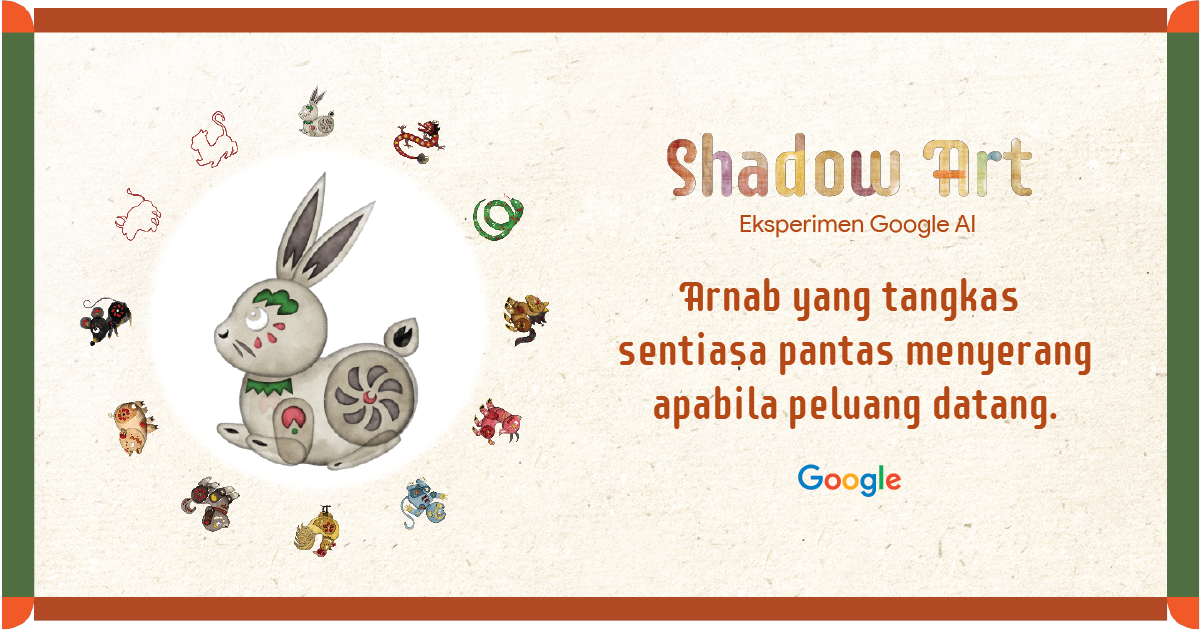 Shadow Art
Eksperimen Google AI
Arnab yang tangkas
sentiasa pantas menyerang
apabila peluang datang.
Google